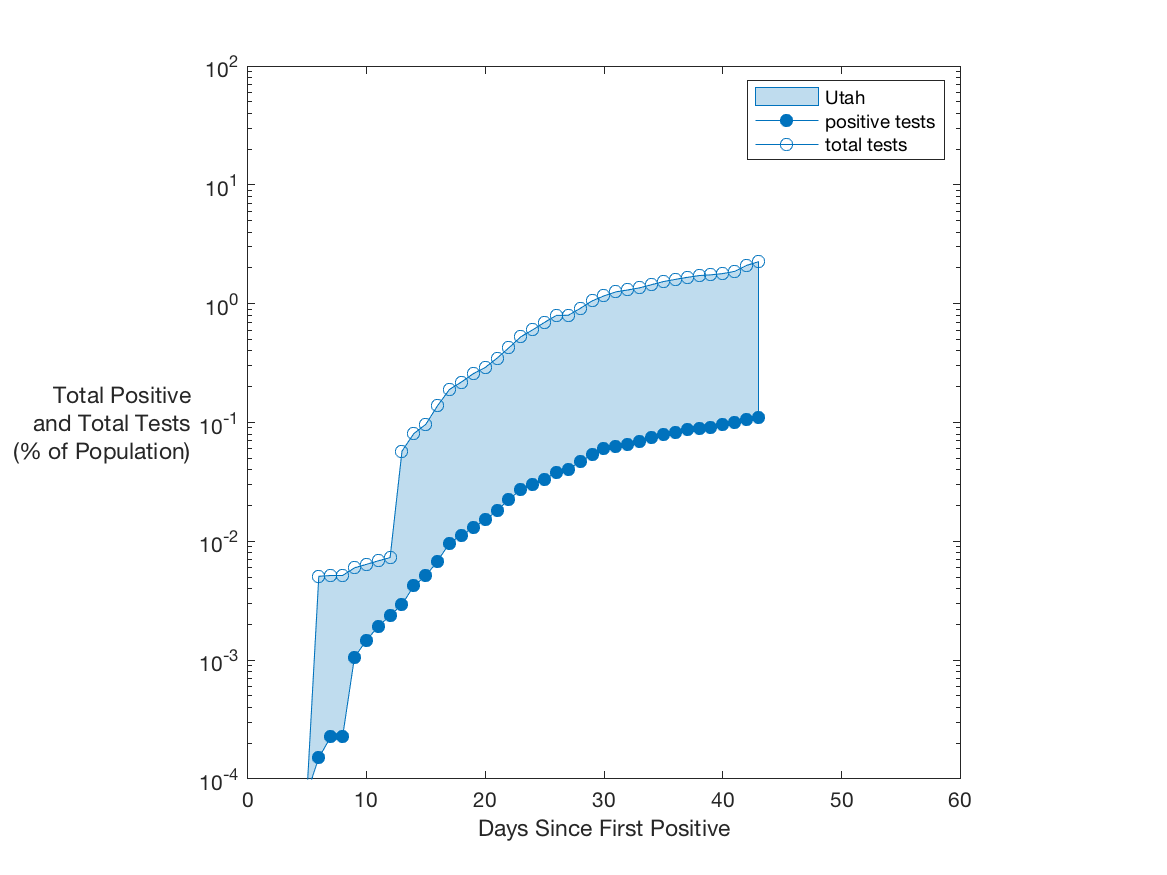 10^2
10^1
10^0
10^-1
10^-2
10^-3
10^-4
Total Positive
and Total Tests
(% of Population)
Utah
positive tests
total tests
0 10 20 30 40 50 60
Days Since First Positive